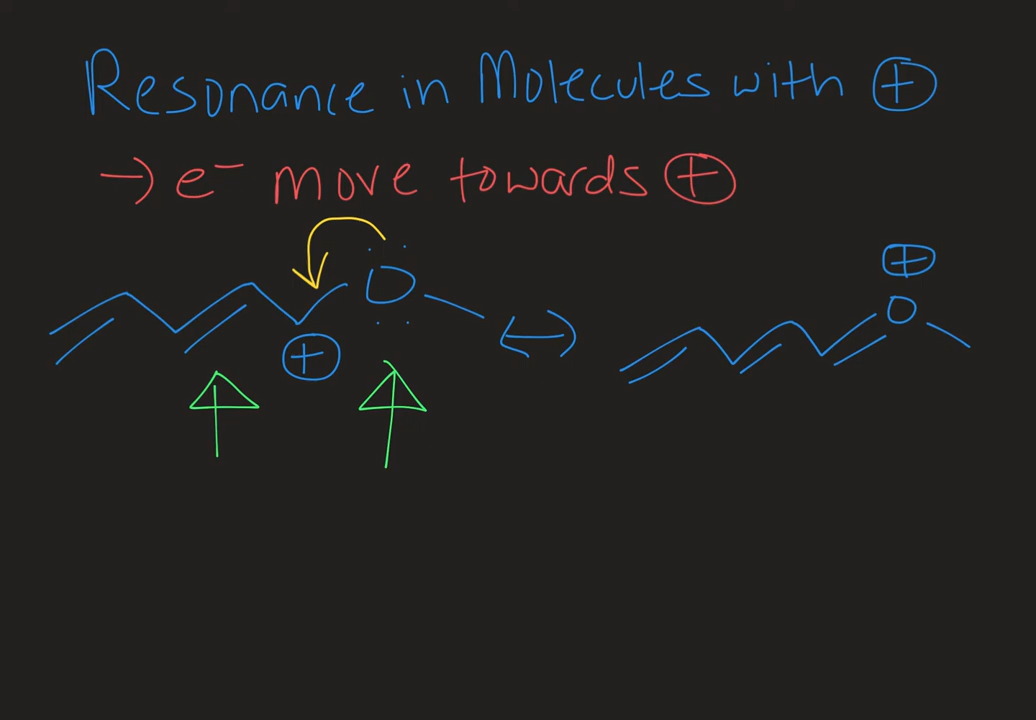 Resonance in Molecules with ⊕
→ e⁻ move towards ⊕
⊕
O O
⊕